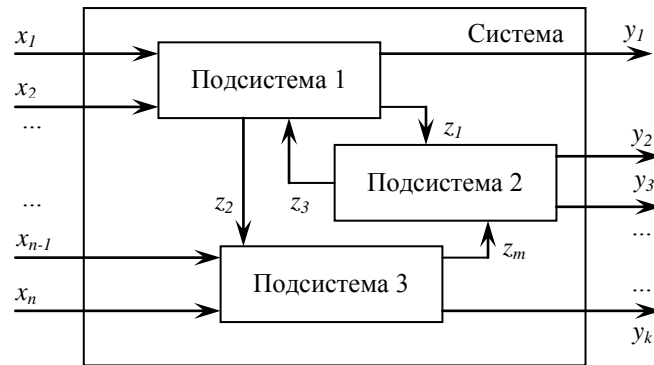 x1 Система y1
Подсистема 1
x2
... z1 y2
Подсистема 2 y3
... z2 z3 ...
xn-1 zm
Подсистема 3 ...
xn
yk